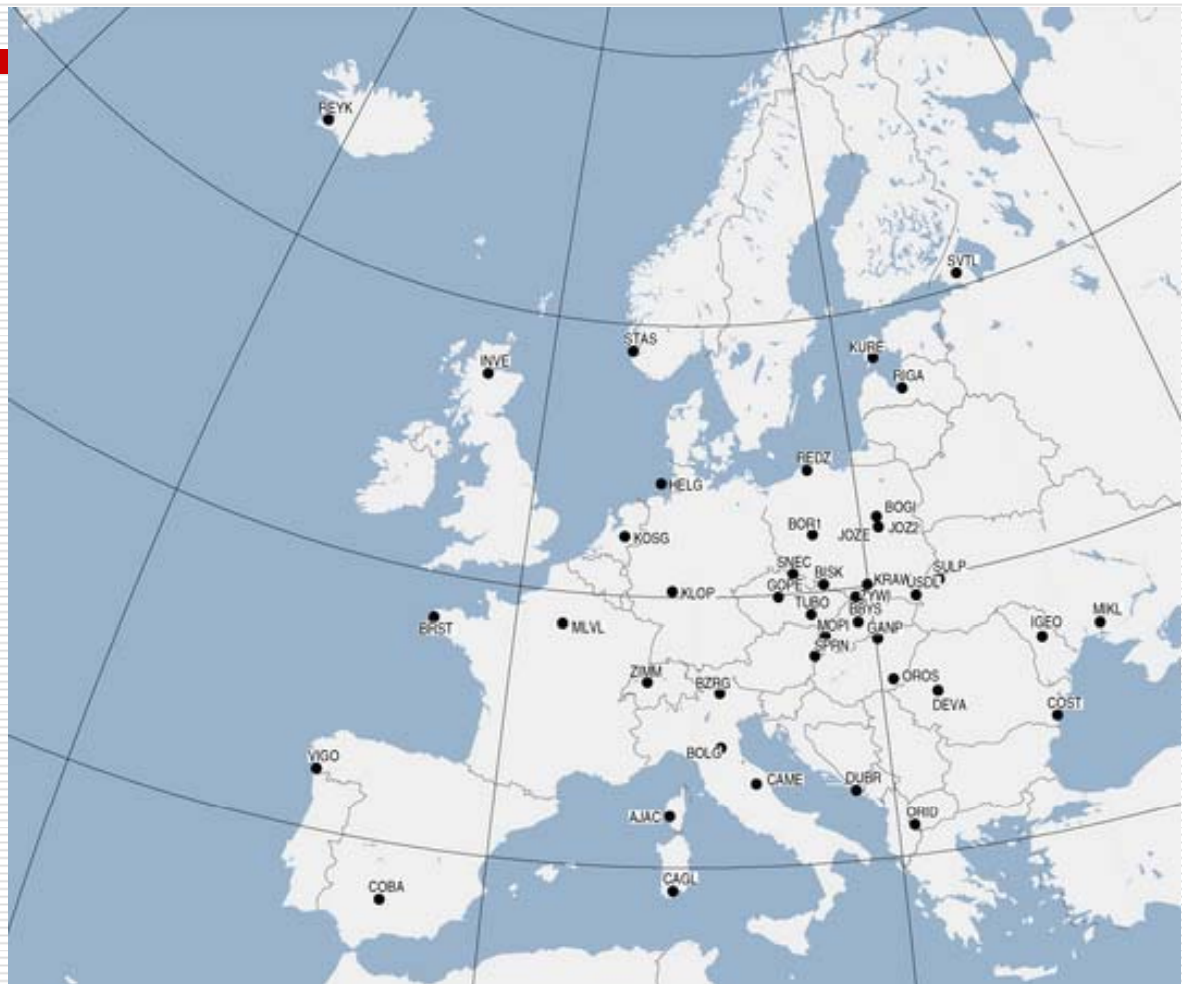 REYK
SVTL
STAS
KURE
INVE
RIGA
REDZ
HELG
BOGI
BOR1
JOZE
JOZ2
KOSG
SNEC
BISK
KRAW
SULP
USDL
GOPE
KLOP
ZYWI
TUBO
BBYS
MIKL
BRST
MLVL
MOPI
GANP
IGEO
SPRN
ZIMM
BZRG
OROS
DEVA
COST
BOLG
VIGO
CAME
DUBR
AJAC
ORID
COBA
CAGL